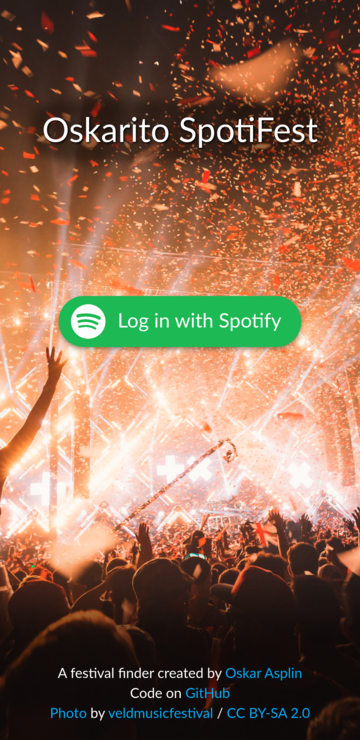 Oskarito SpotiFest
Log in with Spotify
A festival finder created by Oskar Asplin
Code on GitHub
Photo by veldmusicfestival / CC BY-SA 2.0